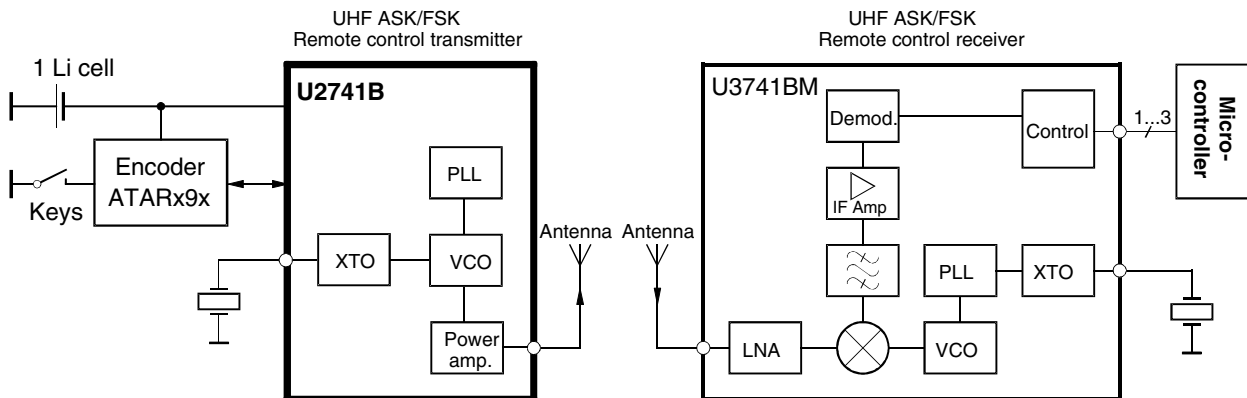 UHF ASK/FSK
Remote control transmitter
1 Li cell
U2741B
Encoder
ATARx9x
Keys
PLL
XTO
VCO
Power
amp.
Antenna
UHF ASK/FSK
Remote control receiver
U3741BM
Demod.
Control
1...3
Micro-
controller
IF Amp
Antenna
PLL
XTO
LNA
VCO